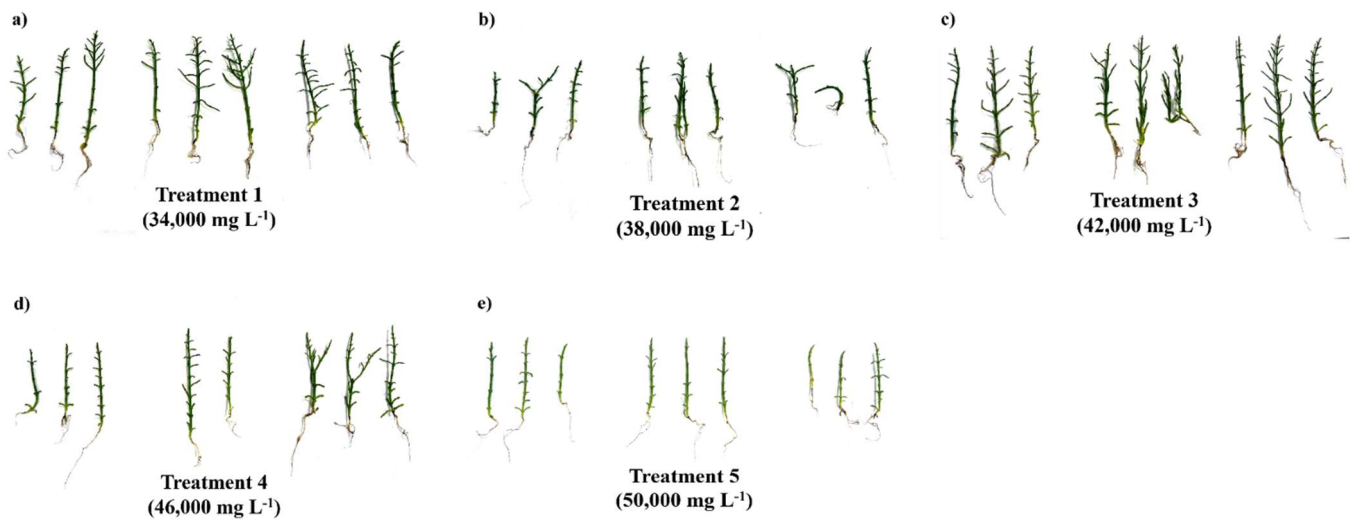 a)
b)
c)
Treatment 1
(34,000 mg L⁻¹)
Treatment 2
(38,000 mg L⁻¹)
Treatment 3
(42,000 mg L⁻¹)
d)
e)
Treatment 4
(46,000 mg L⁻¹)
Treatment 5
(50,000 mg L⁻¹)